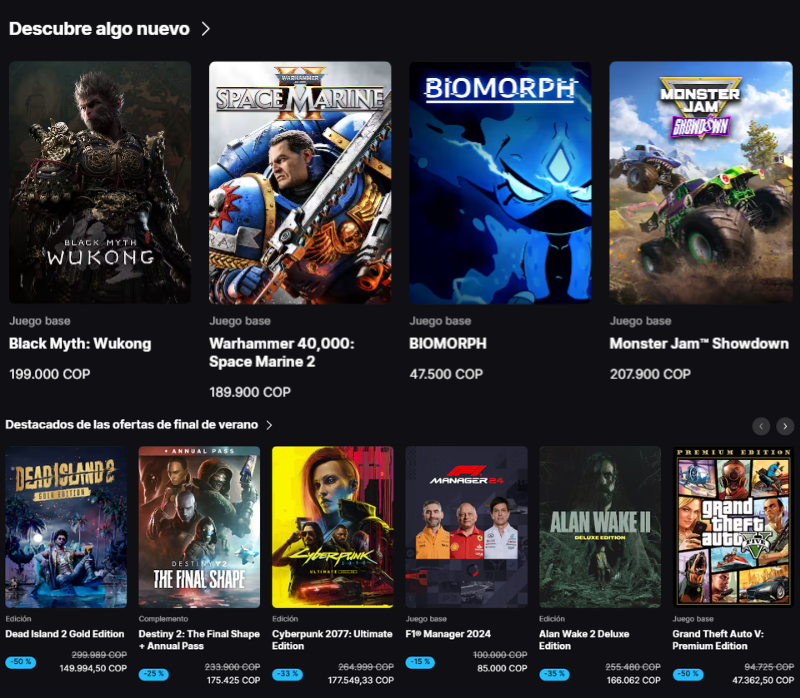 Descubre algo nuevo
BLACK MYTH
WUKONG
WARHAMMER
SPACE MARINE
II
BIOMORPH
MONSTER
JAM
SHOWDOWN
Juego base
Black Myth: Wukong
199.000 COP
Juego base
Warhammer 40,000:
Space Marine 2
189.900 COP
Juego base
BIOMORPH
47.500 COP
Juego base
Monster Jam™ Showdown
207.900 COP
Destacados de las ofertas de final de verano
DEAD ISLAND 2
GOLD EDITION
+ ANNUAL PASS
DESTINY 2
THE FINAL SHAPE
Cyberpunk
2077
ULTIMATE EDITION
F1
MANAGER 24
ALAN WAKE II
DELUXE EDITION
PREMIUM EDITION
grand
theft
auto
V
Edición
Dead Island 2 Gold Edition
-50 %
299.989 COP
149.994,50 COP
Complemento
Destiny 2: The Final Shape
+ Annual Pass
-25 %
233.900 COP
175.425 COP
Edición
Cyberpunk 2077: Ultimate
Edition
-33 %
264.999 COP
177.549,33 COP
Juego base
F1® Manager 2024
-15 %
100.000 COP
85.000 COP
Edición
Alan Wake 2 Deluxe
Edition
-35 %
255.480 COP
166.062 COP
Juego base
Grand Theft Auto V:
Premium Edition
-50 %
94.725 COP
47.362,50 COP